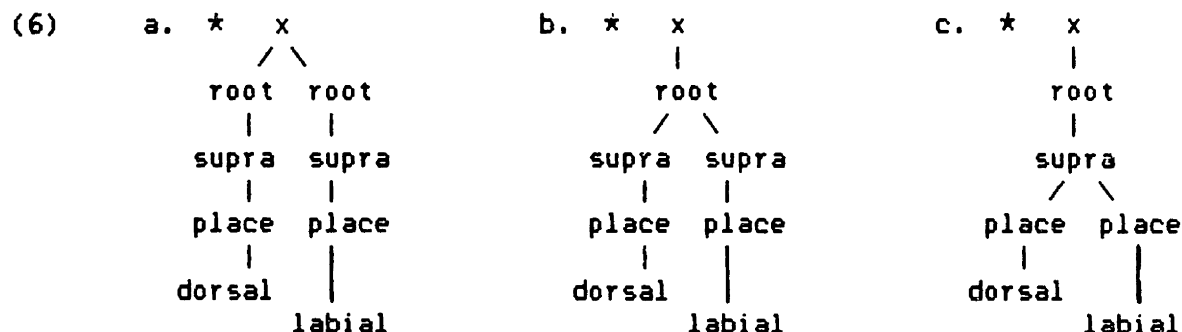 (6) a. * x b. * x c. * x
root root root root
supra supra supra supra supra
place place place place place place
dorsal dorsal dorsal
labial labial labial